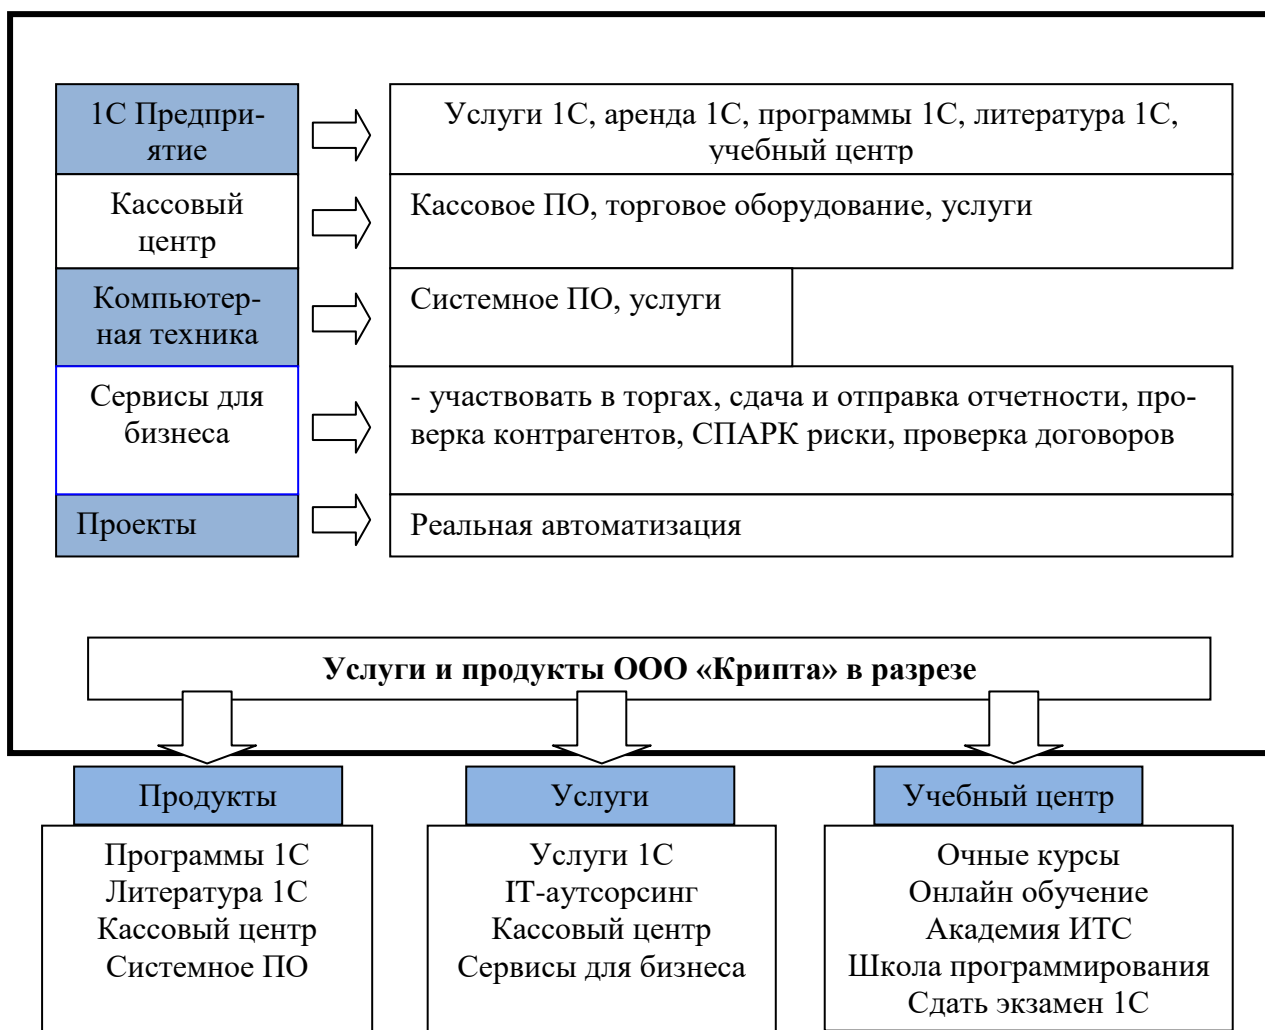 1С Предпри-
ятие
Услуги 1С, аренда 1С, программы 1С, литература 1С,
учебный центр
Кассовый
центр
Кассовое ПО, торговое оборудование, услуги
Компьютер-
ная техника
Системное ПО, услуги
Сервисы для
бизнеса
- участвовать в торгах, сдача и отправка отчетности, про-
верка контрагентов, СПАРК риски, проверка договоров
Проекты
Реальная автоматизация
Услуги и продукты ООО «Крипта» в разрезе
Продукты
Программы 1С
Литература 1С
Кассовый центр
Системное ПО
Услуги
Услуги 1С
IT-аутсорсинг
Кассовый центр
Сервисы для бизнеса
Учебный центр
Очные курсы
Онлайн обучение
Академия ИТС
Школа программирования
Сдать экзамен 1С